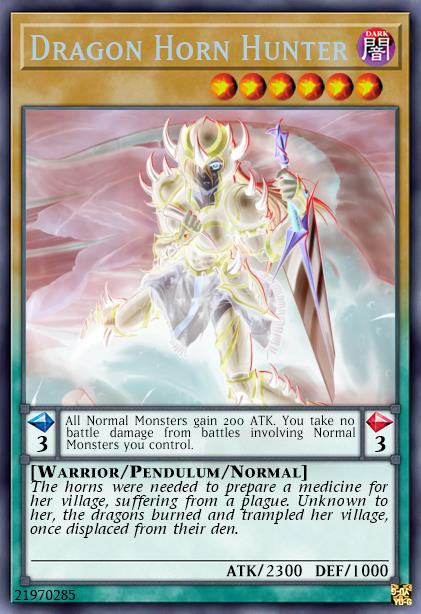 Dragon Horn Hunter
DARK
闇
All Normal Monsters gain 200 ATK. You take no
battle damage from battles involving Normal
Monsters you control.
3
3
[Warrior/Pendulum/Normal]
The horns were needed to prepare a medicine for
her village, suffering from a plague. Unknown to
her, the dragons burned and trampled her village,
once displaced from their den.
ATK/2300 DEF/1000
21970285